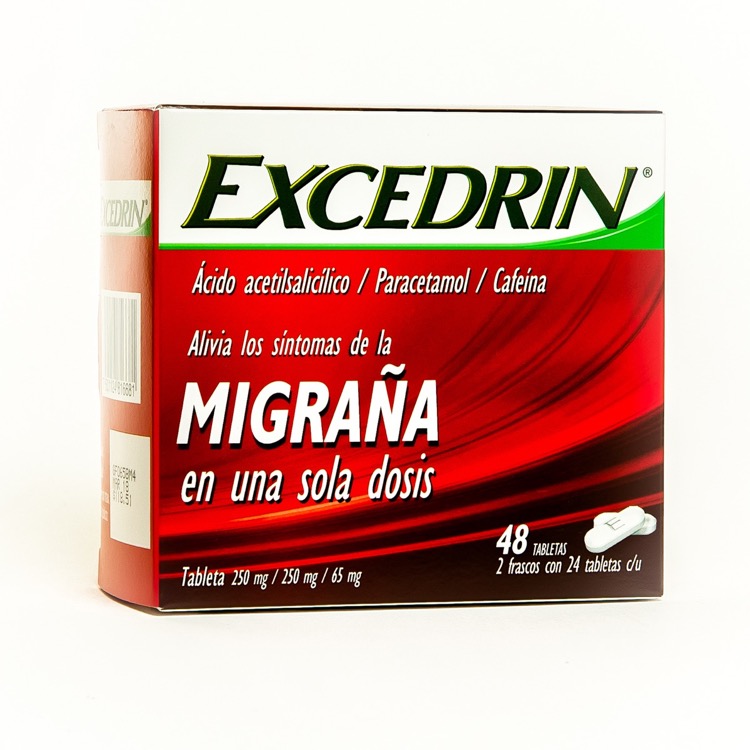 EXCEDRIN®
Ácido acetilsalicílico / Paracetamol / Cafeína
Alivia los síntomas de la
MIGRAÑA
en una sola dosis
48 TABLETAS
2 frascos con 24 tabletas c/u
Tableta 250 mg / 250 mg / 65 mg
E
EXCEDRIN®